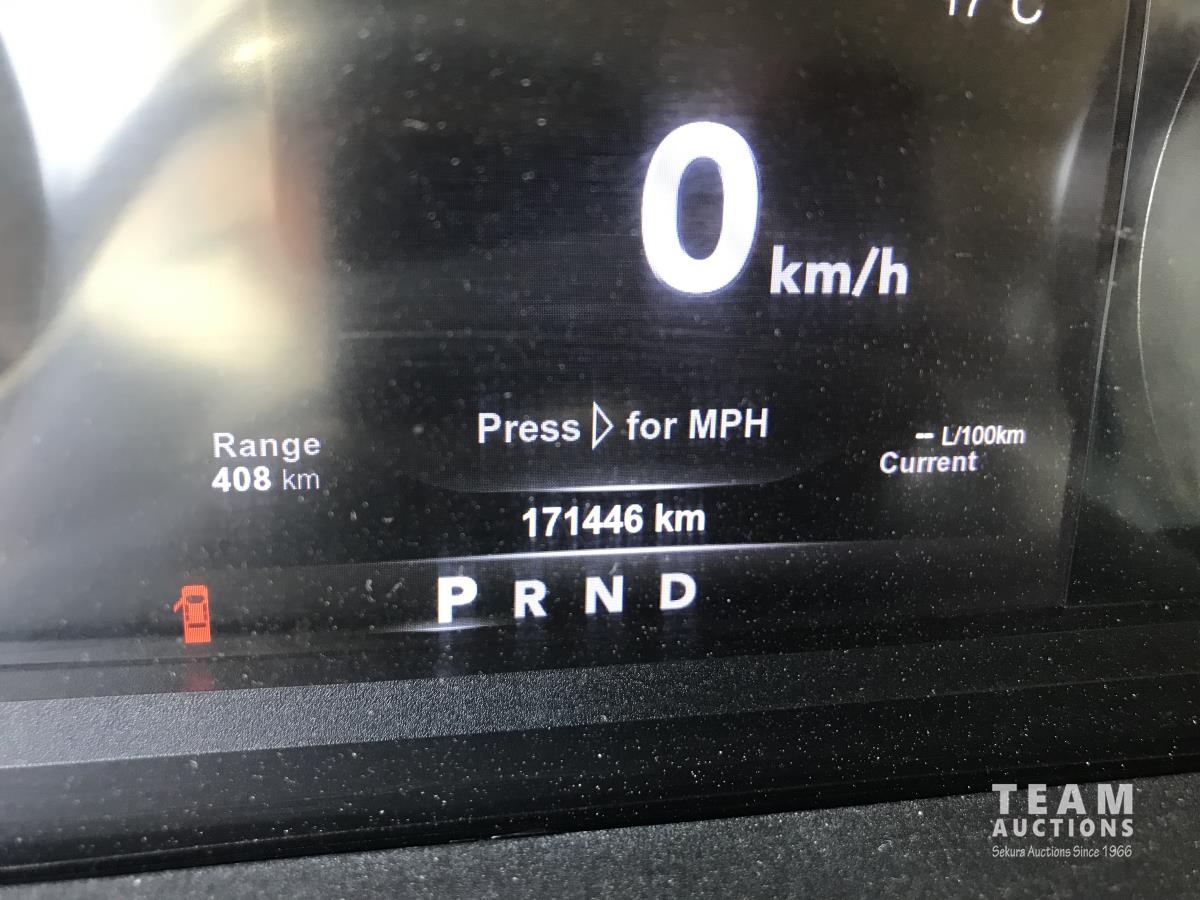 °C
0 km/h
Press ▷ for MPH
Range
408 km
-- L/100km
Current
171446 km
P R N D
TEAM
AUCTIONS
Sekura Auctions Since 1966